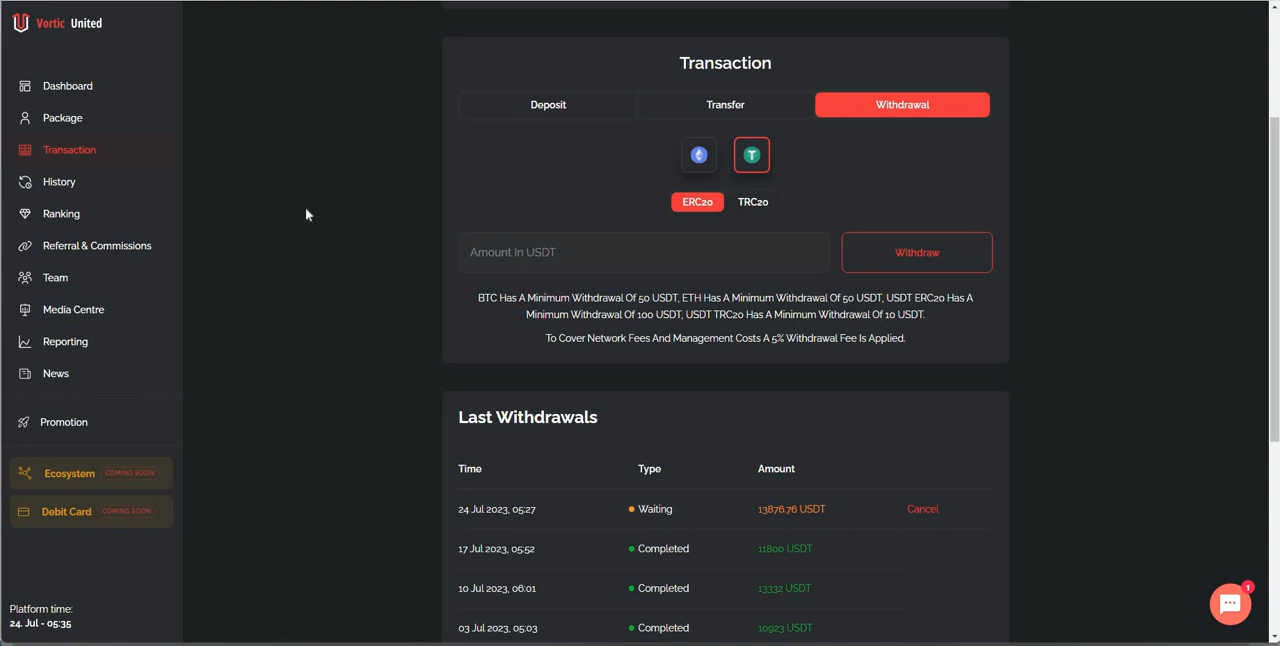 Vortic United
Dashboard
Package
Transaction
History
Ranking
Referral & Commissions
Team
Media Centre
Reporting
News
Promotion
Ecosystem COMING SOON
Debit Card COMING SOON
Platform time:
24. Jul - 05:35
Transaction
Deposit Transfer Withdrawal
ERC20 TRC20
Amount In USDT Withdraw
BTC Has A Minimum Withdrawal Of 50 USDT, ETH Has A Minimum Withdrawal Of 50 USDT, USDT ERC20 Has A
Minimum Withdrawal Of 100 USDT, USDT TRC20 Has A Minimum Withdrawal Of 10 USDT.
To Cover Network Fees And Management Costs A 5% Withdrawal Fee Is Applied.
Last Withdrawals
Time Type Amount
24 Jul 2023, 05:27 Waiting 13876.76 USDT Cancel
17 Jul 2023, 05:52 Completed 11800 USDT
10 Jul 2023, 06:01 Completed 13332 USDT
03 Jul 2023, 05:03 Completed 10923 USDT
1